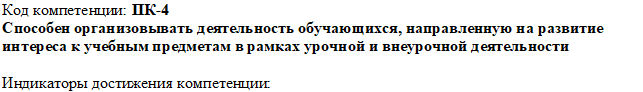 Код компетенции: ПК-4
Способен организовывать деятельность обучающихся, направленную на развитие
интереса к учебным предметам в рамках урочной и внеурочной деятельности
Индикаторы достижения компетенции: